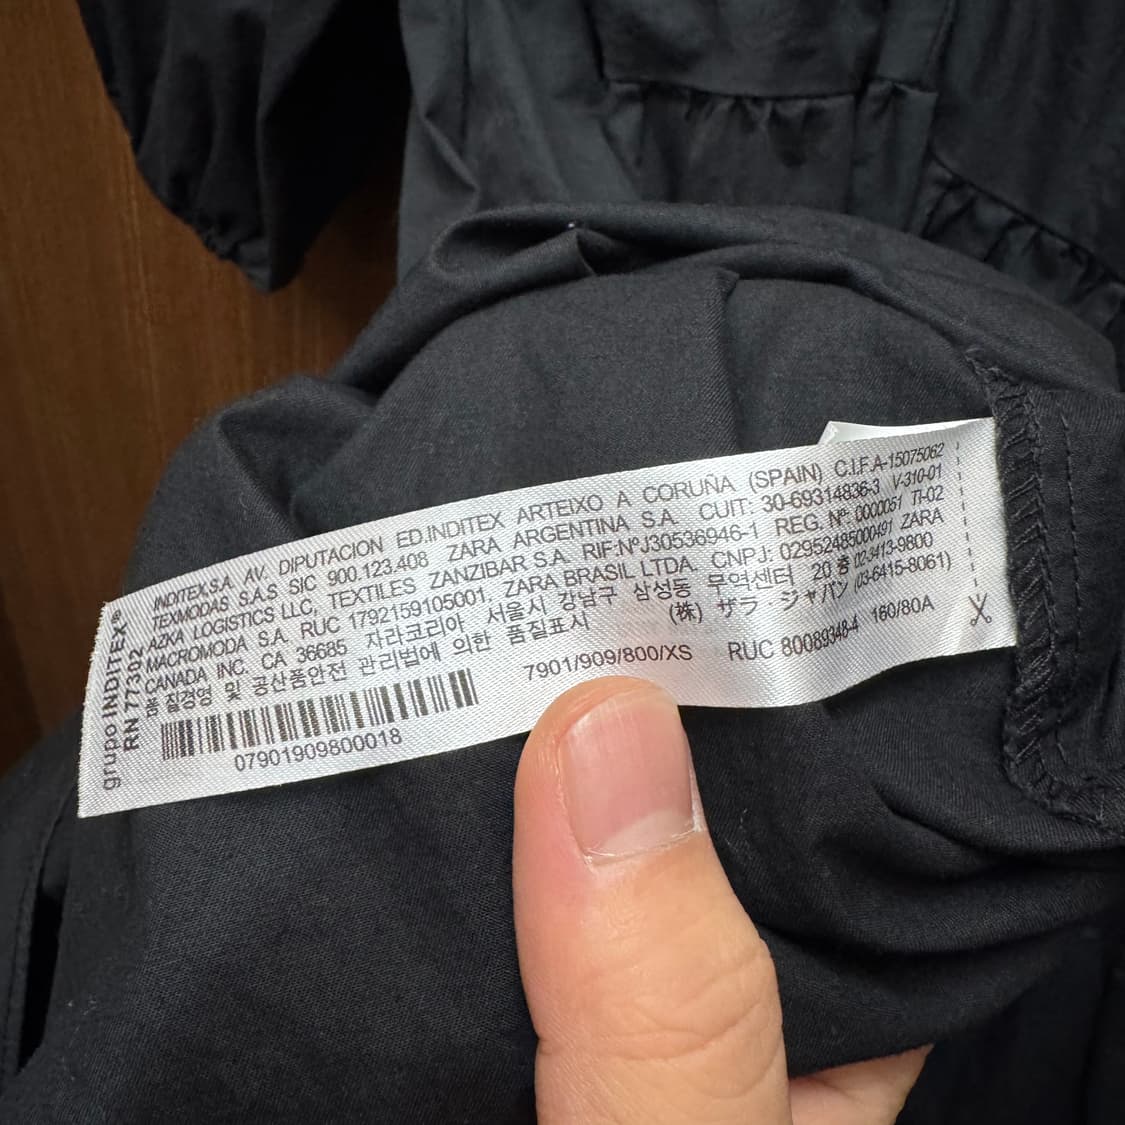 grupo INDITEX®
RN 77302
INDITEX,S.A. AV. DIPUTACION ED.INDITEX ARTEIXO A CORUÑA (SPAIN) C.I.F.A-15075062
TEXMODAS S.A.S SIC 900.123.408 ZARA ARGENTINA S.A. CUIT: 30-69314836-3 V-310-01
AZKA LOGISTICS LLC, TEXTILES ZANZIBAR S.A. RIF:NºJ30536946-1 REG. Nº: 0000051 TI-02
MACROMODA S.A. RUC 1792159105001, ZARA BRASIL LTDA. CNPJ: 02952485000491 ZARA
CANADA INC. CA 36685 자라코리아 서울시 강남구 삼성동 무역센터 20 층 02-3413-9800
품질경영 및 공산품안전 관리법에 의한 품질표시 (株) ザラ・ジャパン (03-6415-8061)
7901/909/800/XS RUC 80089348-4 160/80A
07901909800018